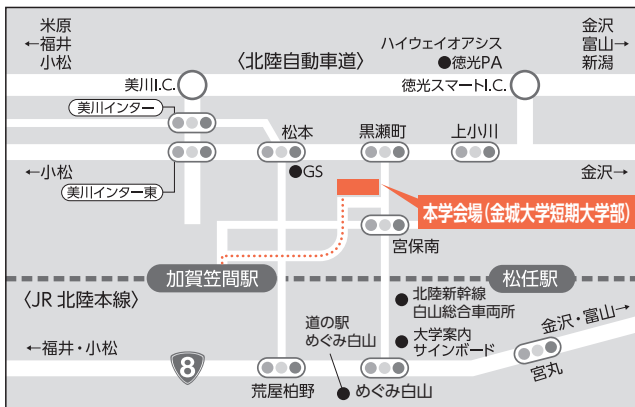 米原
←福井
小松
〈北陸自動車道〉
ハイウェイオアシス
●徳光PA
金沢
富山→
新潟
美川I.C.
徳光スマートI.C.
美川インター
松本
黒瀬町
上小川
←小松
●GS
金沢→
美川インター東
本学会場(金城大学短期大学部)
宮保南
加賀笠間駅
松任駅
〈JR 北陸本線〉
●北陸新幹線
白山総合車両所
道の駅
めぐみ白山
●大学案内
サインボード
金沢・富山→
←福井・小松
8
荒屋柏野
●めぐみ白山
宮丸